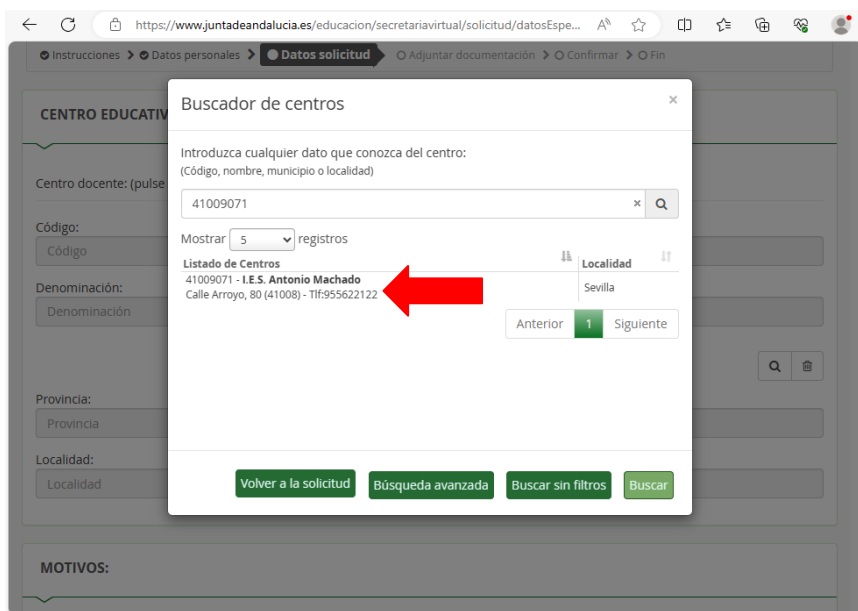 https://www.juntadeandalucia.es/educacion/secretariavirtual/solicitud/datosEspe...
Instrucciones Datos personales Datos solicitud Adjuntar documentación Confirmar Fin
CENTRO EDUCATIV
Buscador de centros
Introduzca cualquier dato que conozca del centro:
(Código, nombre, municipio o localidad)
Centro docente: (pulse
41009071
Código:
Código
Mostrar 5 registros
Listado de Centros Localidad
41009071 - I.E.S. Antonio Machado Sevilla
Calle Arroyo, 80 (41008) - Tlf:955622122
Denominación:
Denominación
Anterior 1 Siguiente
Provincia:
Provincia
Localidad:
Localidad
Volver a la solicitud Búsqueda avanzada Buscar sin filtros Buscar
MOTIVOS: